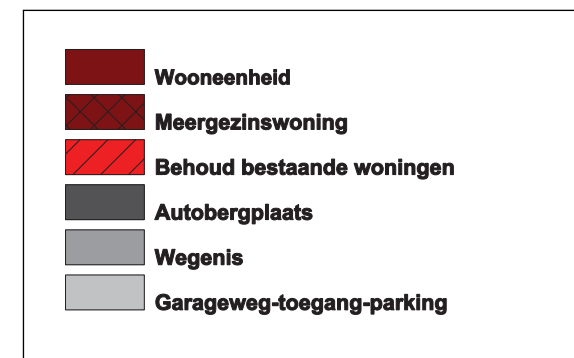 Wooneenheid
Meergezinswoning
Behoud bestaande woningen
Autobergplaats
Wegenis
Garageweg-toegang-parking